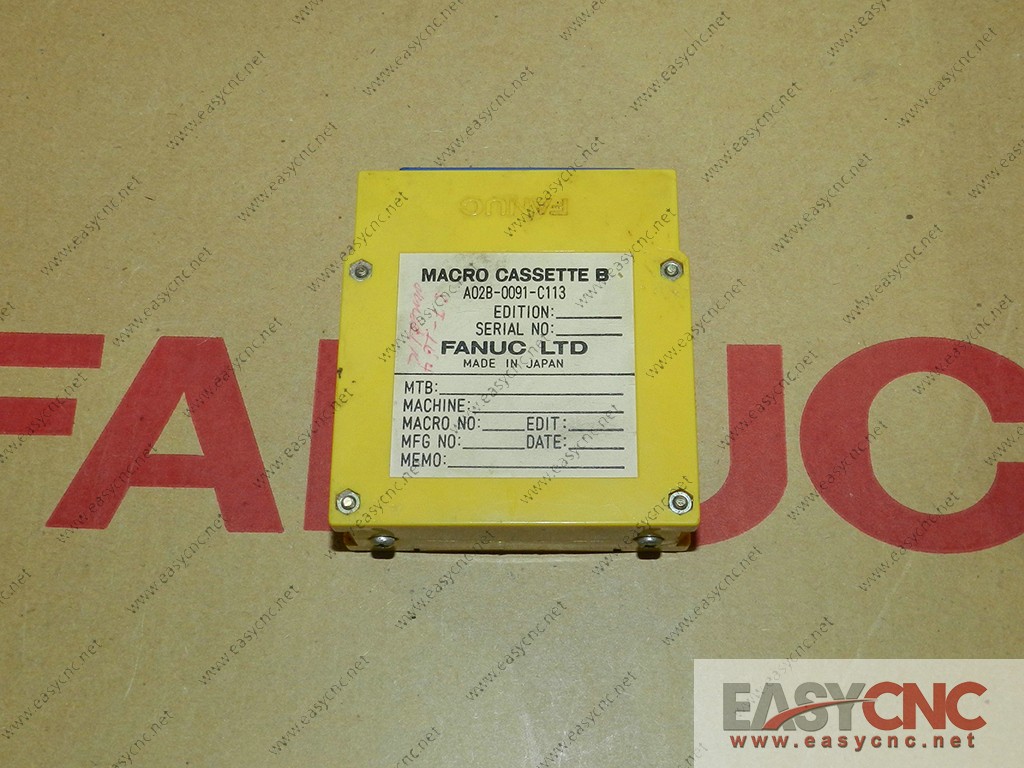 FANUC
MACRO CASSETTE B
A02B-0091-C113
EDITION:
SERIAL NO:
FANUC LTD
MADE IN JAPAN
MTB:
MACHINE:
MACRO NO: EDIT:
MFG NO: DATE:
MEMO:
FANUC
EASYCNC
www.easycnc.net